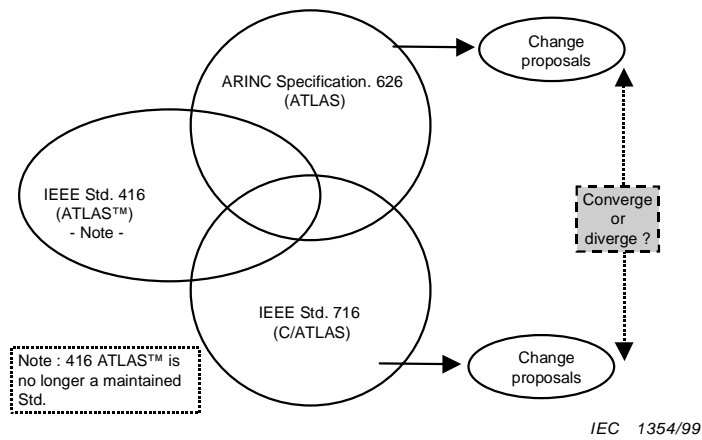 Change
proposals
ARINC Specification. 626
(ATLAS)
IEEE Std. 416
(ATLAS™)
- Note -
Converge
or
diverge ?
IEEE Std. 716
(C/ATLAS)
Note : 416 ATLAS™ is
no longer a maintained
Std.
Change
proposals
IEC 1354/99